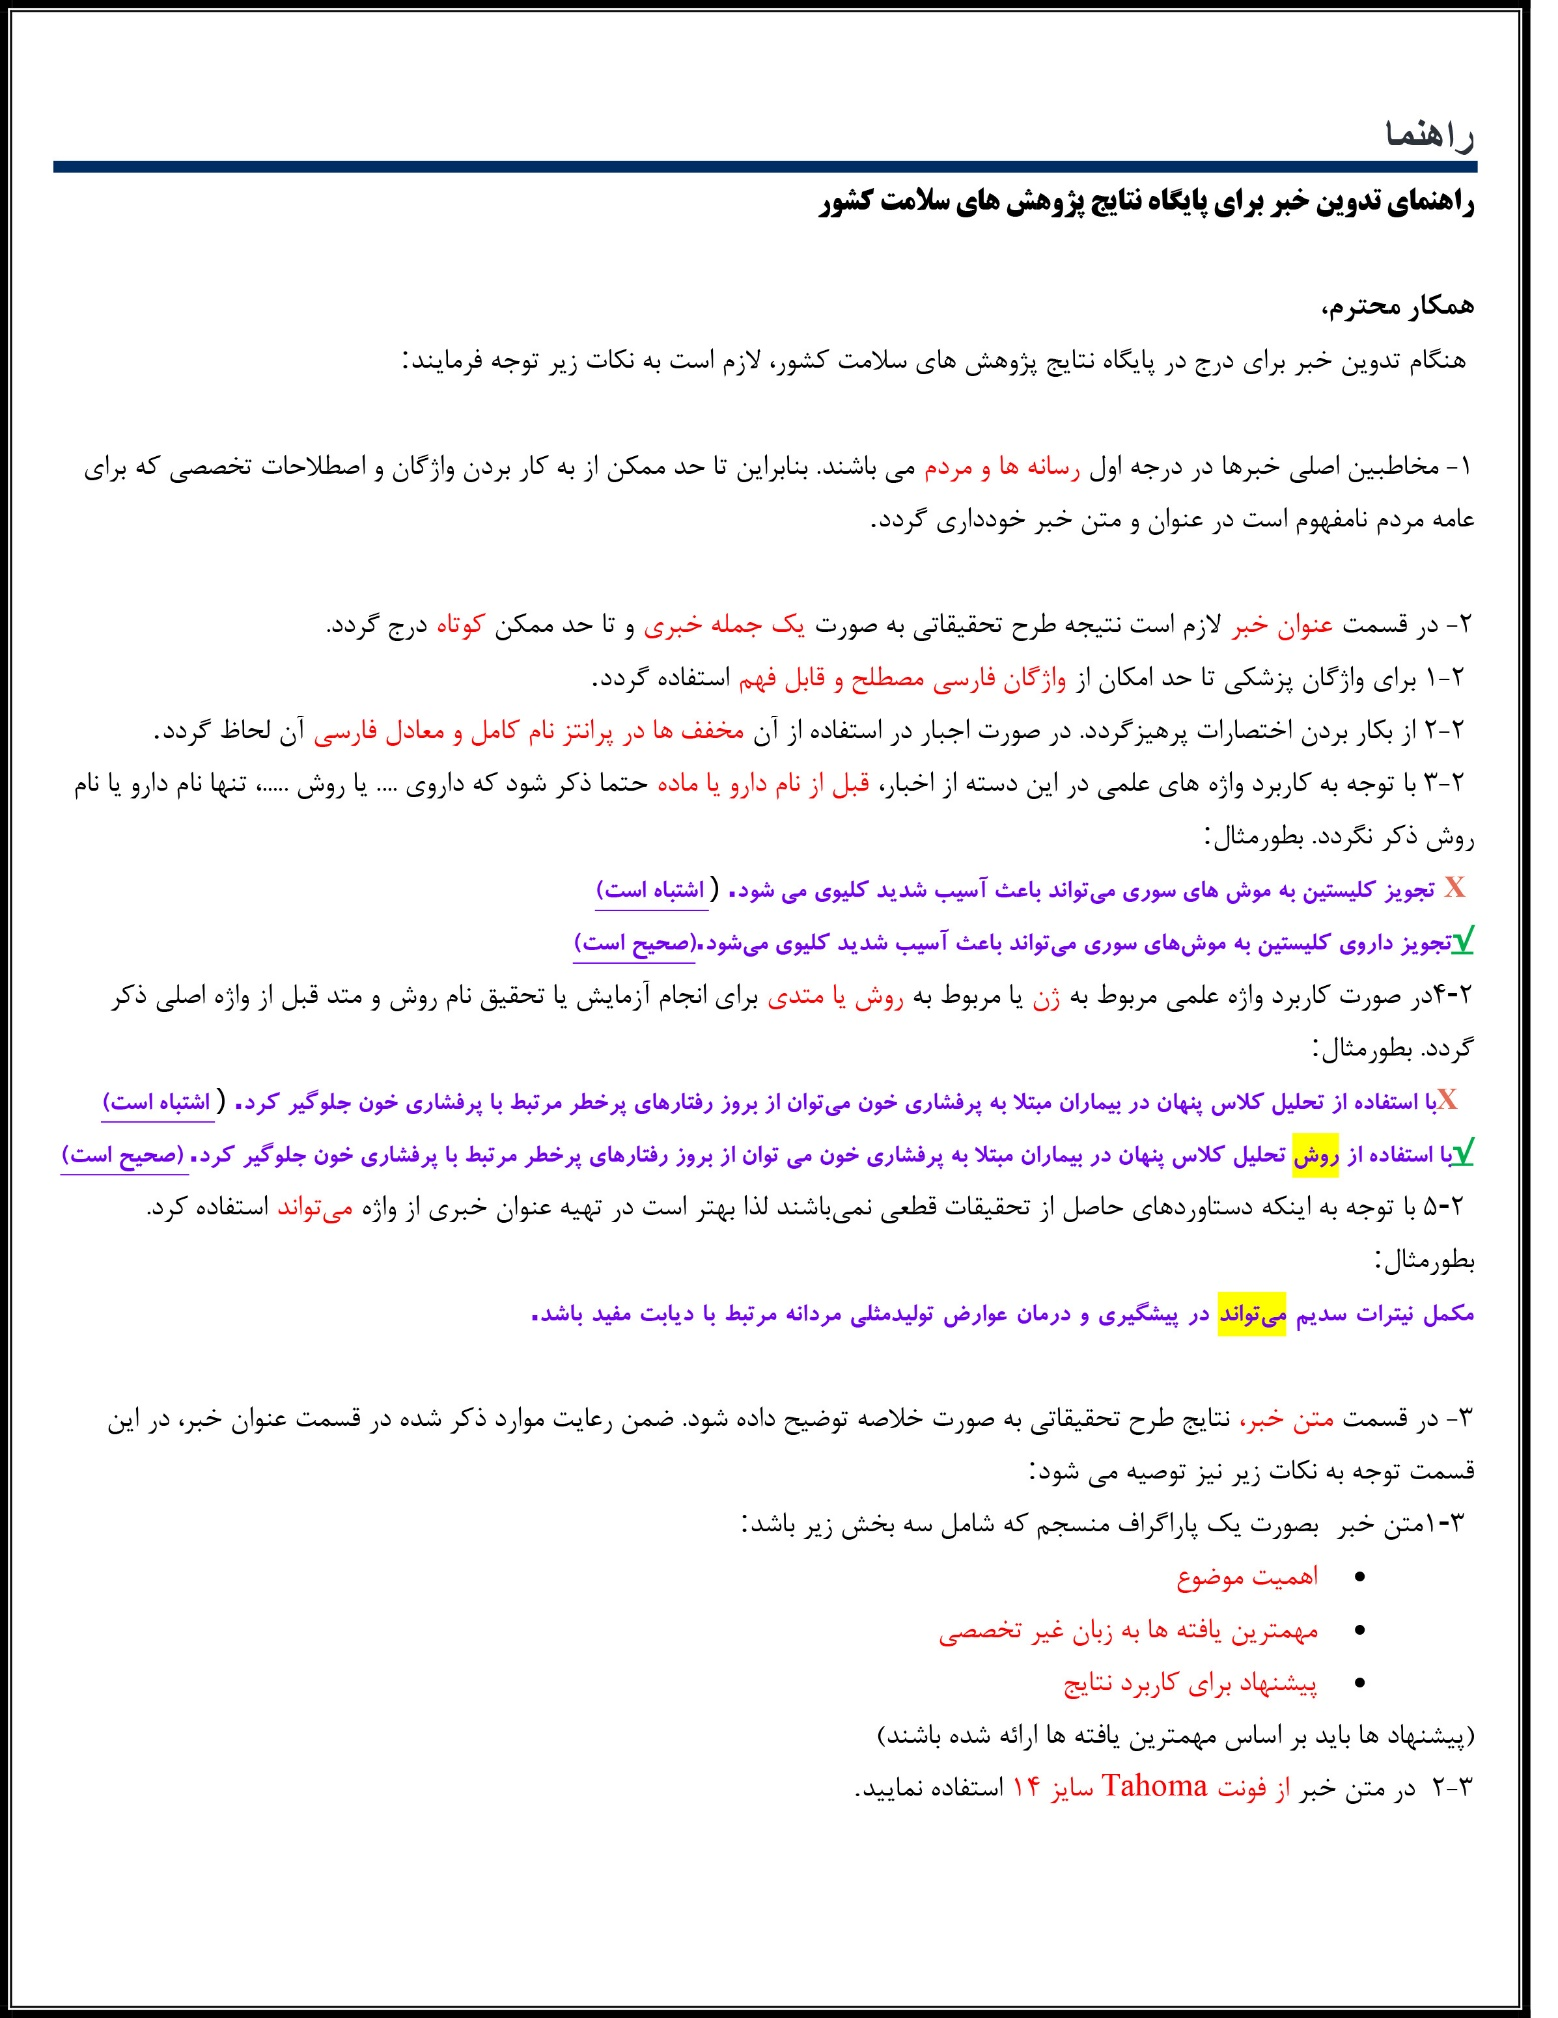 راهنما
راهنمای تدوین خبر برای پایگاه نتایج پژوهش های سلامت کشور
همکار محترم،
هنگام تدوین خبر برای درج در پایگاه نتایج پژوهش های سلامت کشور، لازم است به نکات زیر توجه فرمایند:
۱- مخاطبین اصلی خبرها در درجه اول رسانه ها و مردم می باشند. بنابراین تا حد ممکن از به کار بردن واژگان و اصطلاحات تخصصی که برای
عامه مردم نامفهوم است در عنوان و متن خبر خودداری گردد.
۲- در قسمت عنوان خبر لازم است نتیجه طرح تحقیقاتی به صورت یک جمله خبری و تا حد ممکن کوتاه درج گردد.
۱-۲ برای واژگان پزشکی تا حد امکان از واژگان فارسی مصطلح و قابل فهم استفاده گردد.
۲-۲ از بکار بردن اختصارات پرهیزگردد. در صورت اجبار در استفاده از آن مخفف ها در پرانتز نام کامل و معادل فارسی آن لحاظ گردد.
۳-۲ با توجه به کاربرد واژه های علمی در این دسته از اخبار، قبل از نام دارو یا ماده حتما ذکر شود که داروی .... یا روش .....، تنها نام دارو یا نام
روش ذکر نگردد. بطورمثال:
X تجویز کلیستین به موش های سوری می‌تواند باعث آسیب شدید کلیوی می شود. ( اشتباه است)
√تجویز داروی کلیستین به موش‌های سوری می‌تواند باعث آسیب شدید کلیوی می‌شود.(صحیح است)
۴-۲در صورت کاربرد واژه علمی مربوط به ژن یا مربوط به روش یا متدی برای انجام آزمایش یا تحقیق نام روش و متد قبل از واژه اصلی ذکر
گردد. بطورمثال:
Xبا استفاده از تحلیل کلاس پنهان در بیماران مبتلا به پرفشاری خون می‌توان از بروز رفتارهای پرخطر مرتبط با پرفشاری خون جلوگیر کرد. ( اشتباه است)
√با استفاده از روش تحلیل کلاس پنهان در بیماران مبتلا به پرفشاری خون می توان از بروز رفتارهای پرخطر مرتبط با پرفشاری خون جلوگیر کرد. (صحیح است)
۵-۲ با توجه به اینکه دستاوردهای حاصل از تحقیقات قطعی نمی‌باشند لذا بهتر است در تهیه عنوان خبری از واژه می‌تواند استفاده کرد.
بطورمثال:
مکمل نیترات سدیم می‌تواند در پیشگیری و درمان عوارض تولیدمثلی مردانه مرتبط با دیابت مفید باشد.
۳- در قسمت متن خبر، نتایج طرح تحقیقاتی به صورت خلاصه توضیح داده شود. ضمن رعایت موارد ذکر شده در قسمت عنوان خبر، در این
قسمت توجه به نکات زیر نیز توصیه می شود:
۱-۳متن خبر بصورت یک پاراگراف منسجم که شامل سه بخش زیر باشد:
• اهمیت موضوع
• مهمترین یافته ها به زبان غیر تخصصی
• پیشنهاد برای کاربرد نتایج
(پیشنهاد ها باید بر اساس مهمترین یافته ها ارائه شده باشند)
۲-۳ در متن خبر از فونت Tahoma سایز ۱۴ استفاده نمایید.